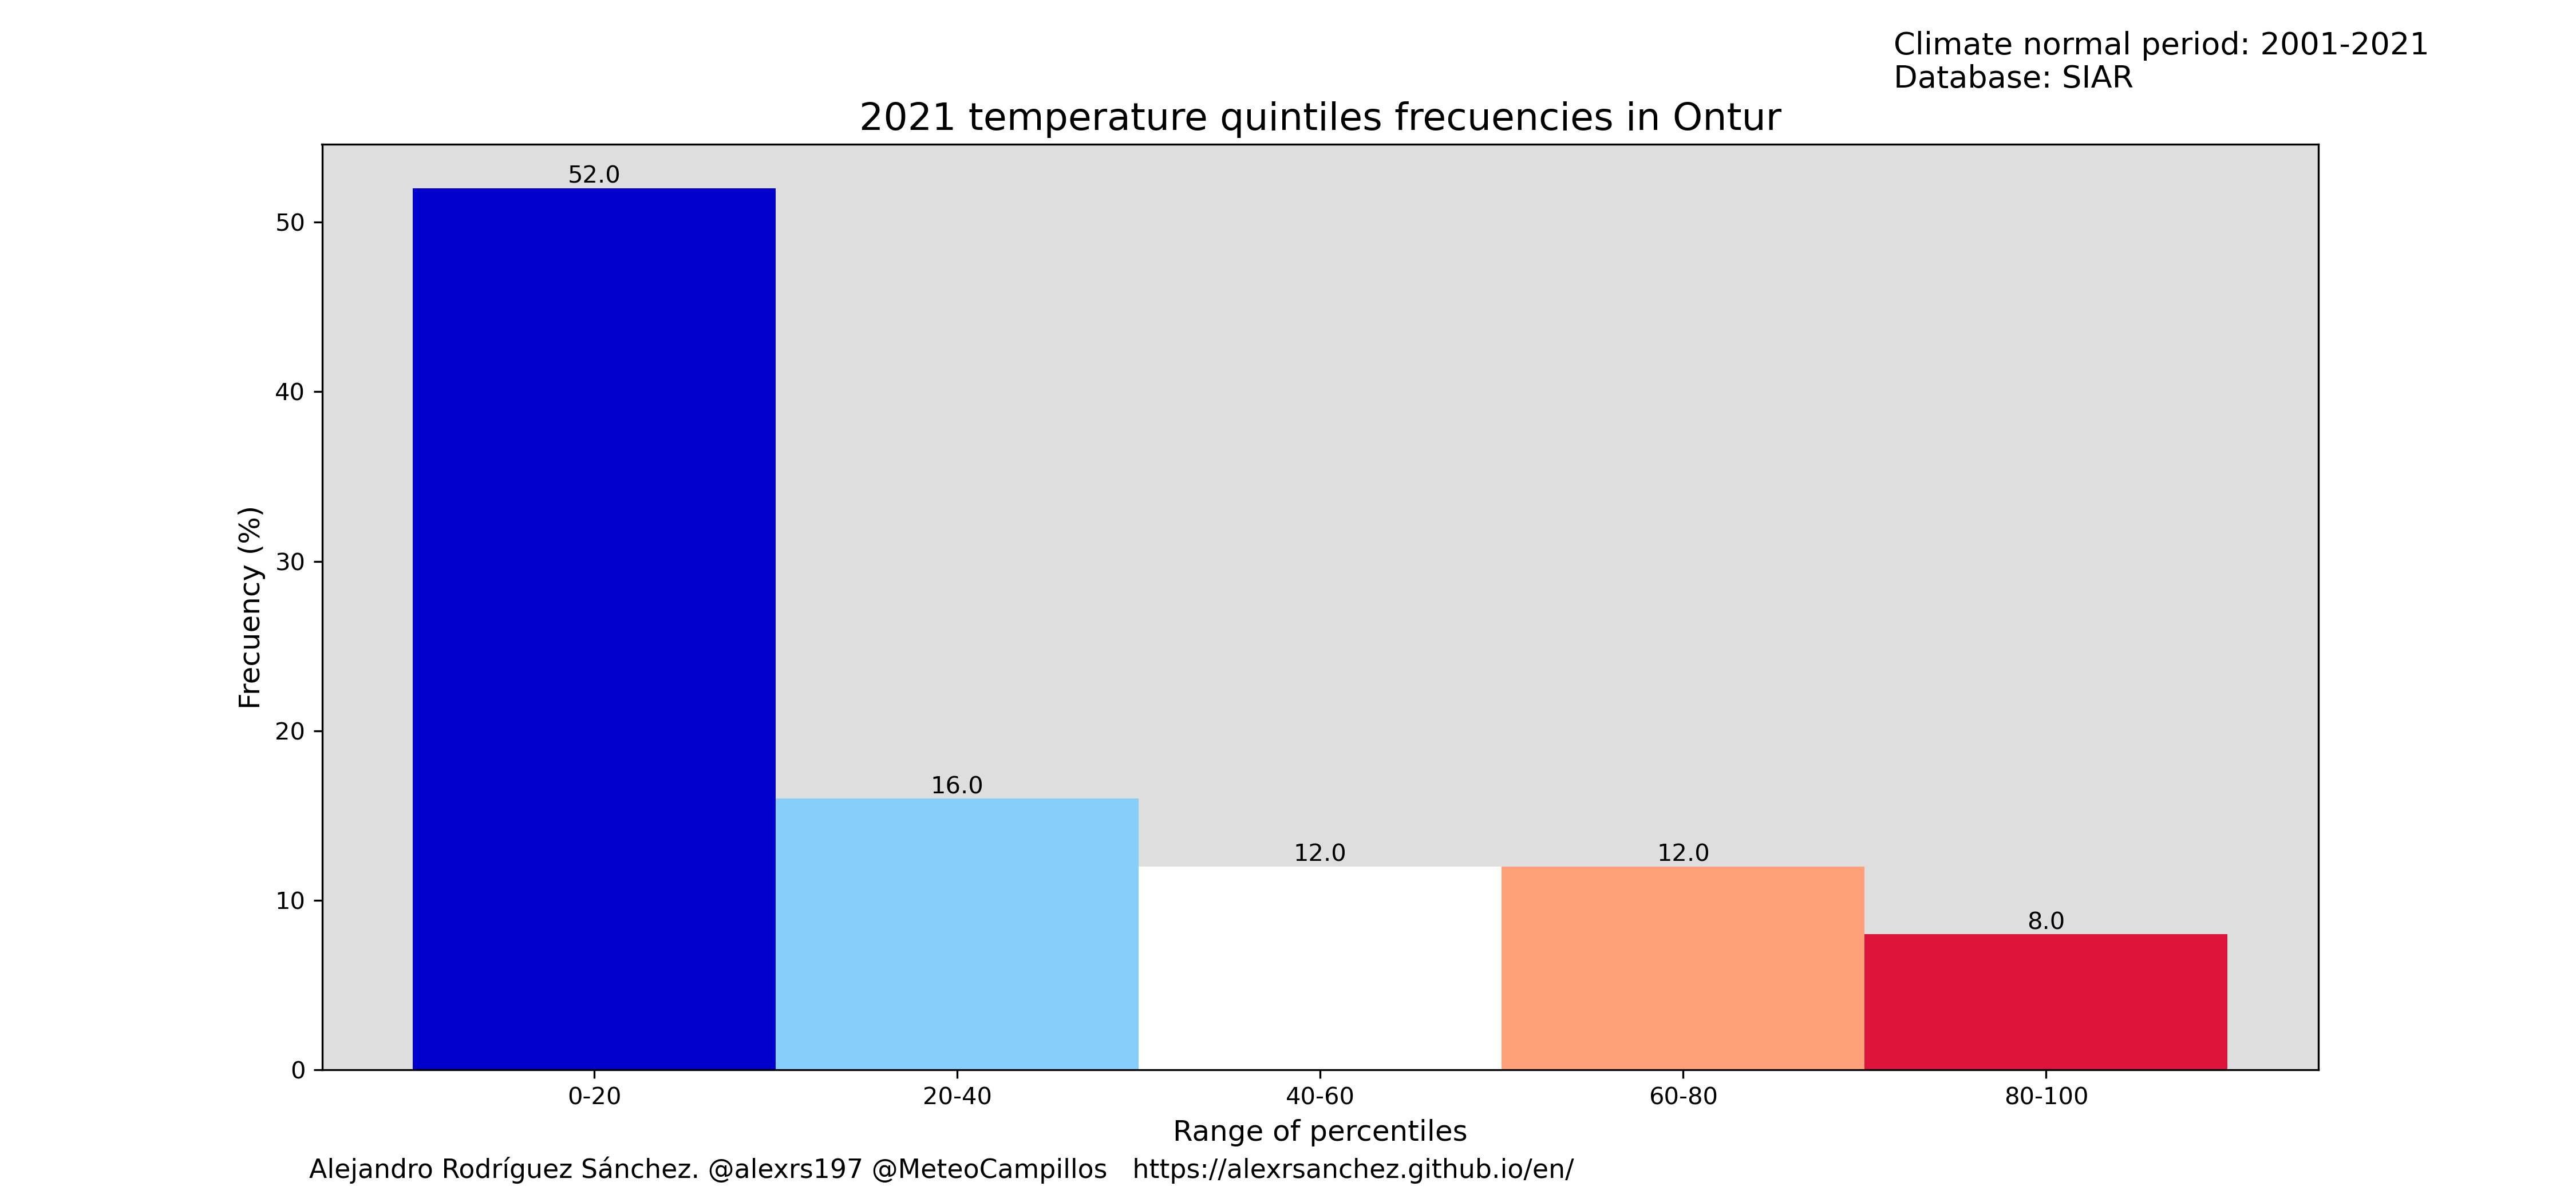 Climate normal period: 2001-2021
Database: SIAR
2021 temperature quintiles frecuencies in Ontur
52.0
50
40
Frecuency (%)
30
20
16.0
12.0
12.0
10
8.0
0
0-20
20-40
40-60
60-80
80-100
Range of percentiles
Alejandro Rodríguez Sánchez. @alexrs197 @MeteoCampillos https://alexrsanchez.github.io/en/